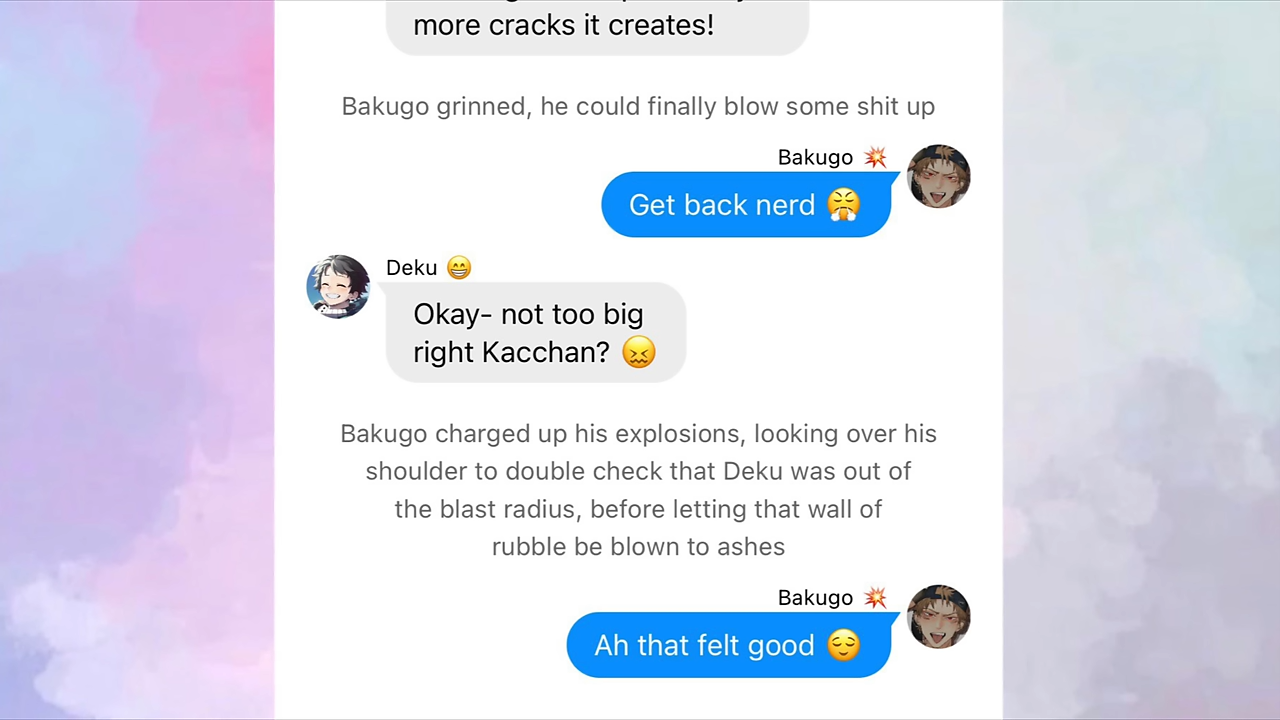 more cracks it creates!
Bakugo grinned, he could finally blow some shit up
Bakugo 💥
Get back nerd 😤
Deku 😁
Okay- not too big
right Kacchan? 😖
Bakugo charged up his explosions, looking over his
shoulder to double check that Deku was out of
the blast radius, before letting that wall of
rubble be blown to ashes
Bakugo 💥
Ah that felt good 😌